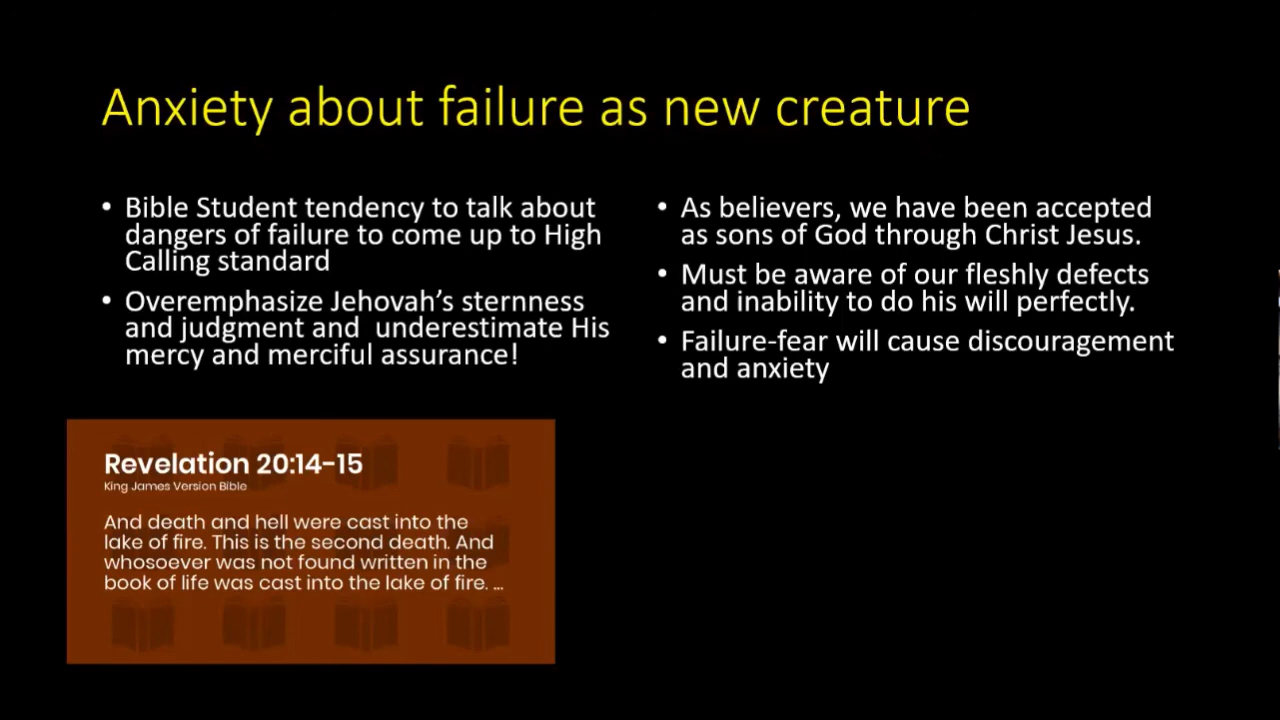 Anxiety about failure as new creature
• Bible Student tendency to talk about
dangers of failure to come up to High
Calling standard
• Overemphasize Jehovah’s sternness
and judgment and  underestimate His
mercy and merciful assurance!
• As believers, we have been accepted
as sons of God through Christ Jesus.
• Must be aware of our fleshly defects
and inability to do his will perfectly.
• Failure-fear will cause discouragement
and anxiety
Revelation 20:14-15
King James Version Bible
And death and hell were cast into the
lake of fire. This is the second death. And
whosoever was not found written in the
book of life was cast into the lake of fire. ...